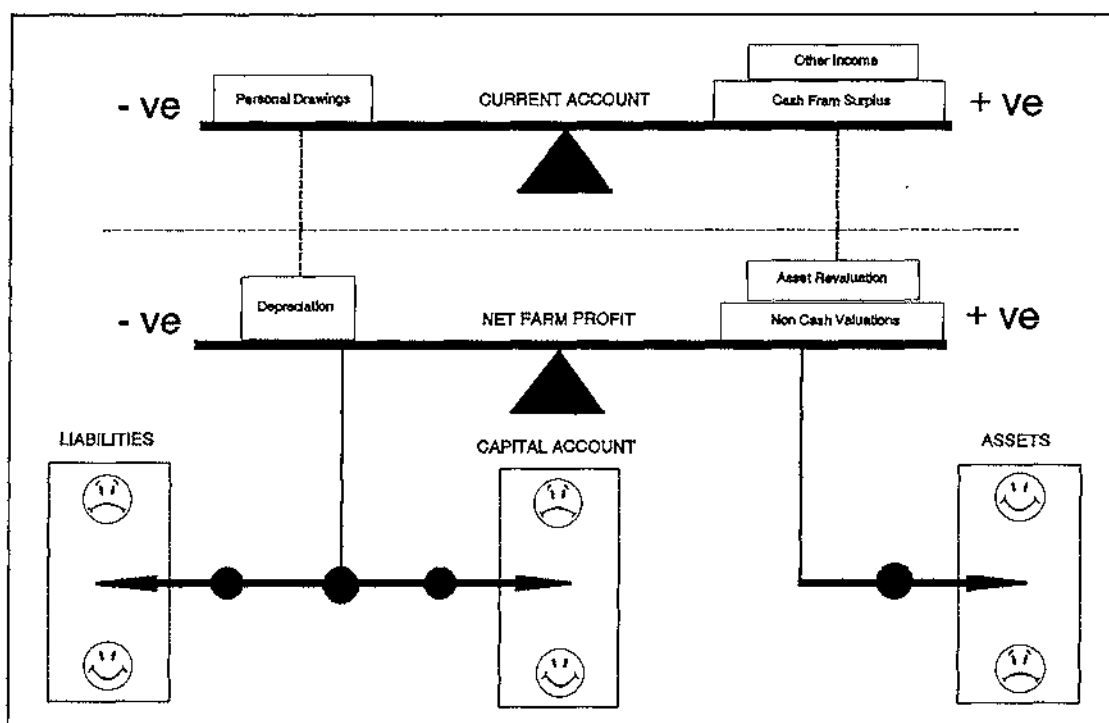 Other Income
- ve
Personal Drawings
CURRENT ACCOUNT
Cash Fram Surplus
+ ve
Asset Revaluation
- ve
Depreciation
NET FARM PROFIT
Non Cash Valuations
+ ve
LIABILITIES
CAPITAL ACCOUNT
ASSETS